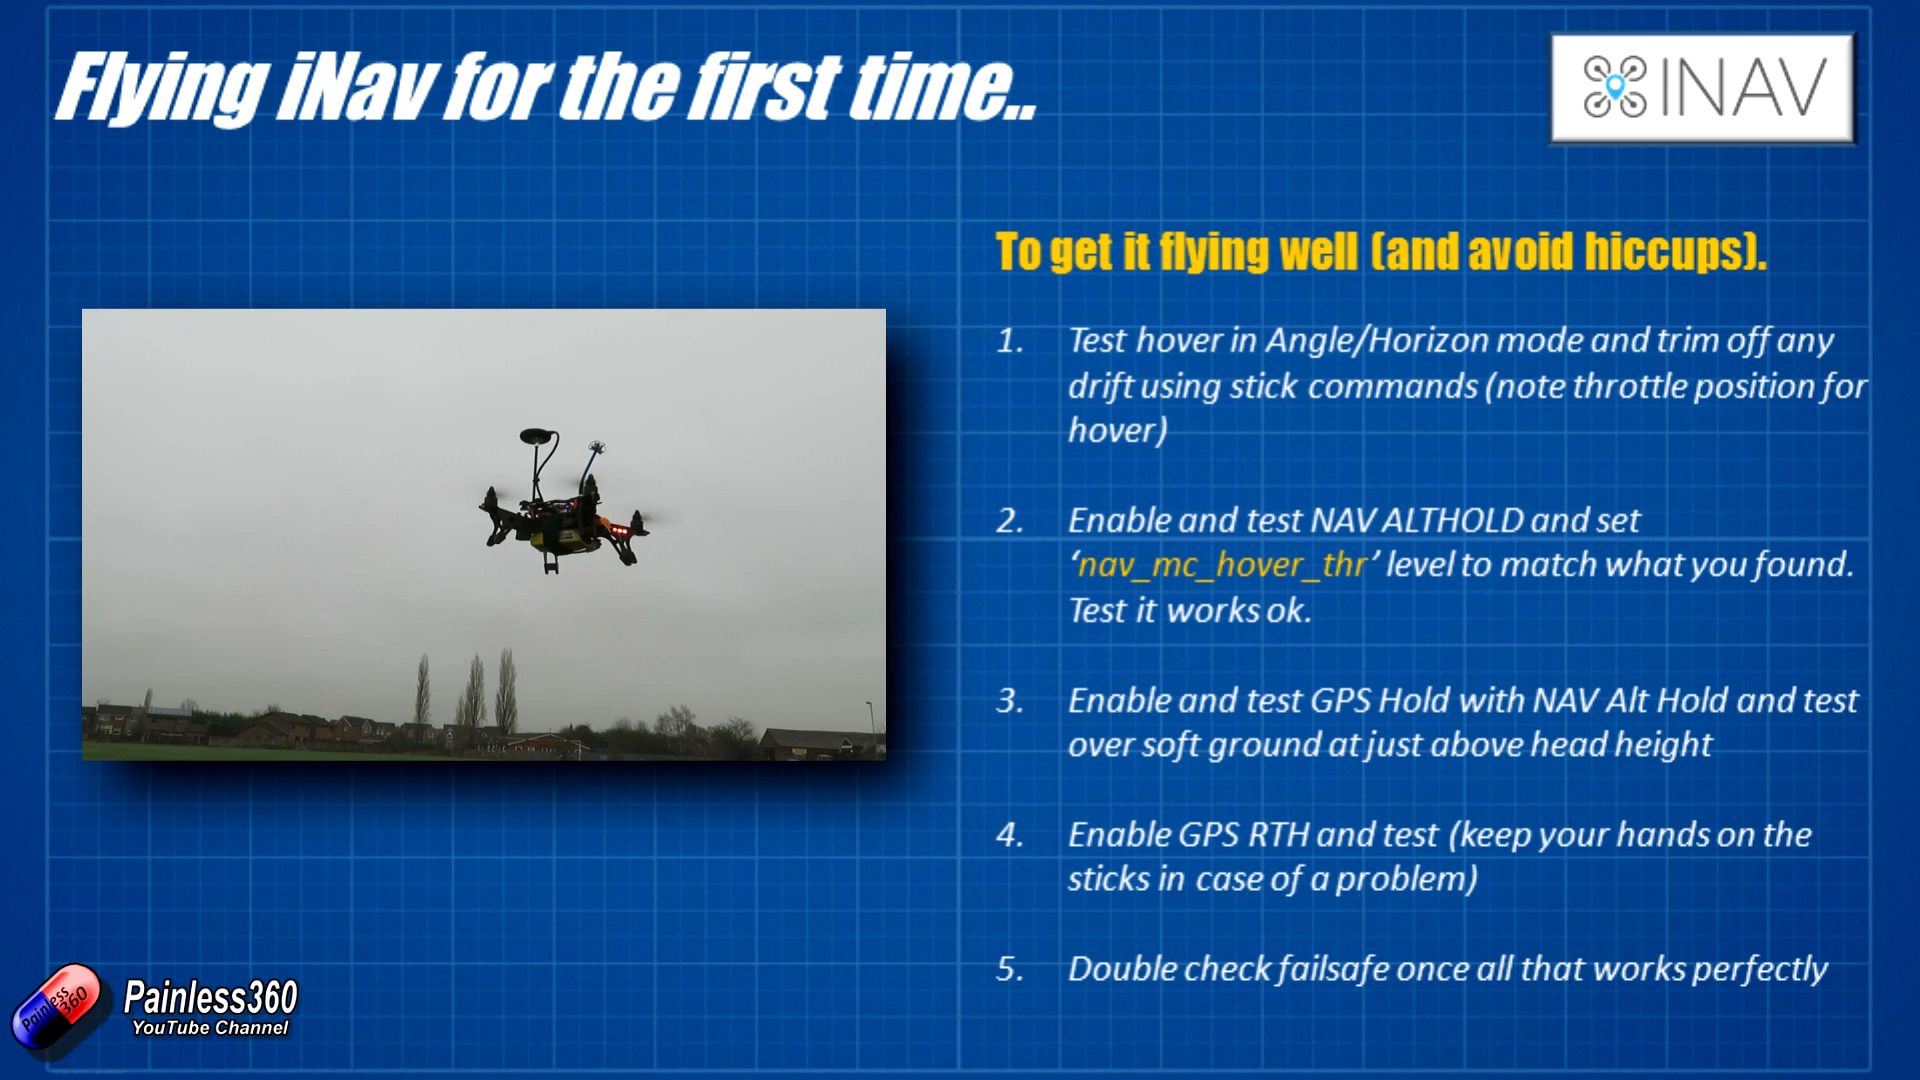 Flying iNav for the first time..
INAV
To get it flying well (and avoid hiccups).
1. Test hover in Angle/Horizon mode and trim off any
drift using stick commands (note throttle position for
hover)
2. Enable and test NAV ALTHOLD and set
‘nav_mc_hover_thr’ level to match what you found.
Test it works ok.
3. Enable and test GPS Hold with NAV Alt Hold and test
over soft ground at just above head height
4. Enable GPS RTH and test (keep your hands on the
sticks in case of a problem)
5. Double check failsafe once all that works perfectly
Painless
360
Painless360
YouTube Channel